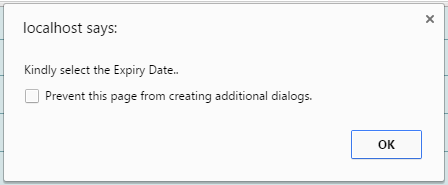 localhost says:
Kindly select the Expiry Date..
Prevent this page from creating additional dialogs.
OK